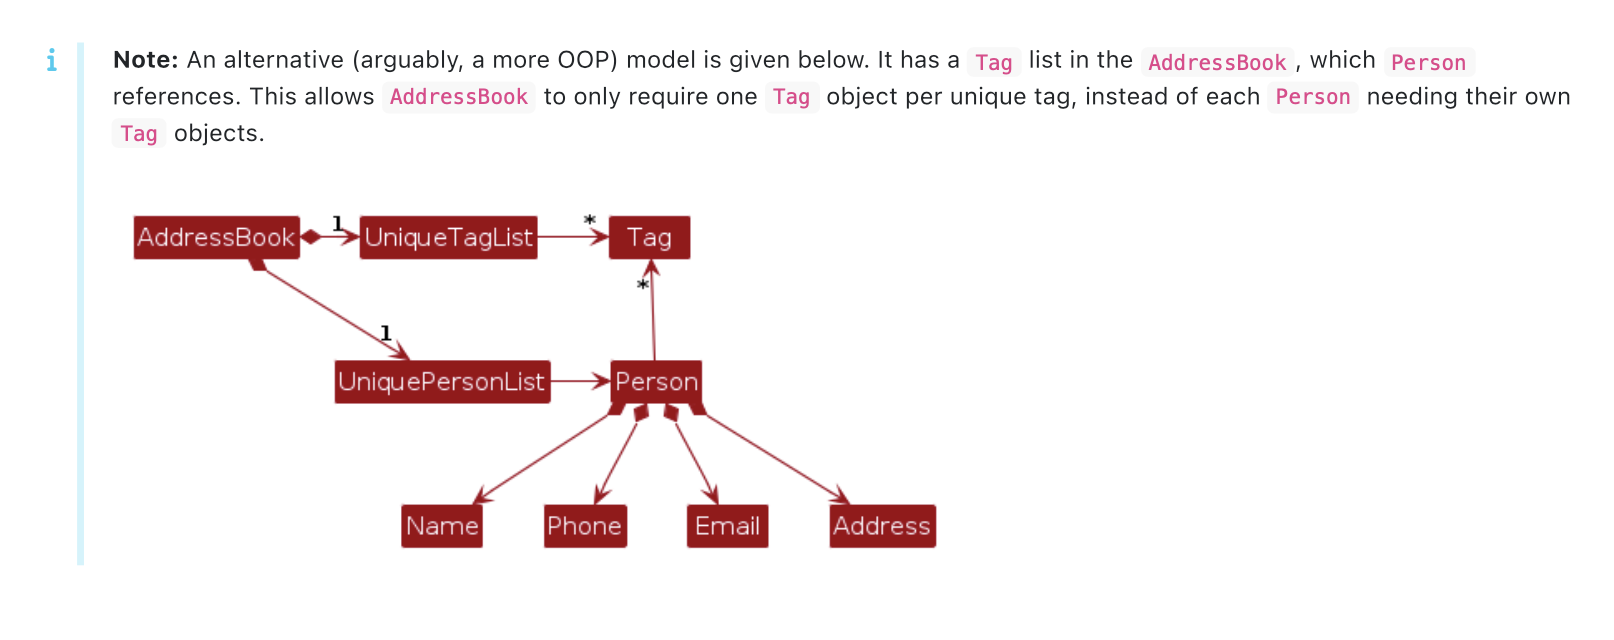 Note: An alternative (arguably, a more OOP) model is given below. It has a Tag list in the AddressBook, which Person
references. This allows AddressBook to only require one Tag object per unique tag, instead of each Person needing their own
Tag objects.
AddressBook 1 UniqueTagList * Tag
*
1
UniquePersonList Person
Name Phone Email Address